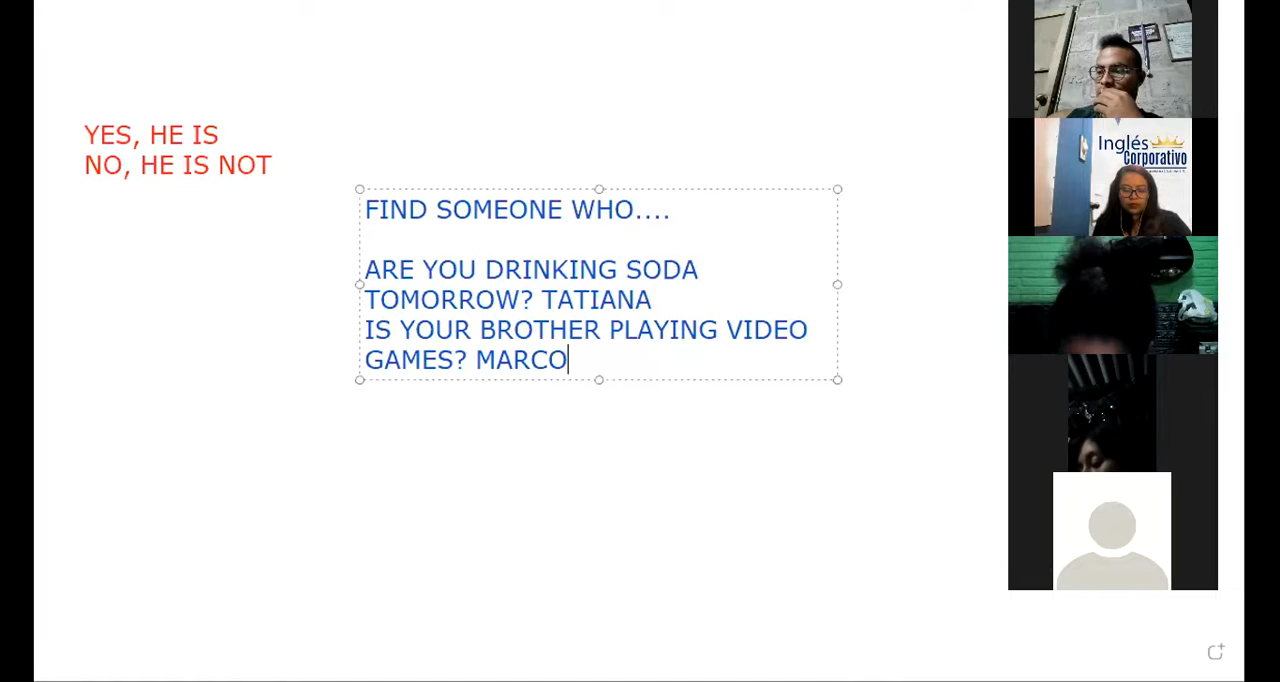 YES, HE IS
NO, HE IS NOT
FIND SOMEONE WHO....
ARE YOU DRINKING SODA
TOMORROW? TATIANA
IS YOUR BROTHER PLAYING VIDEO
GAMES? MARCO
Inglés
Corporativo